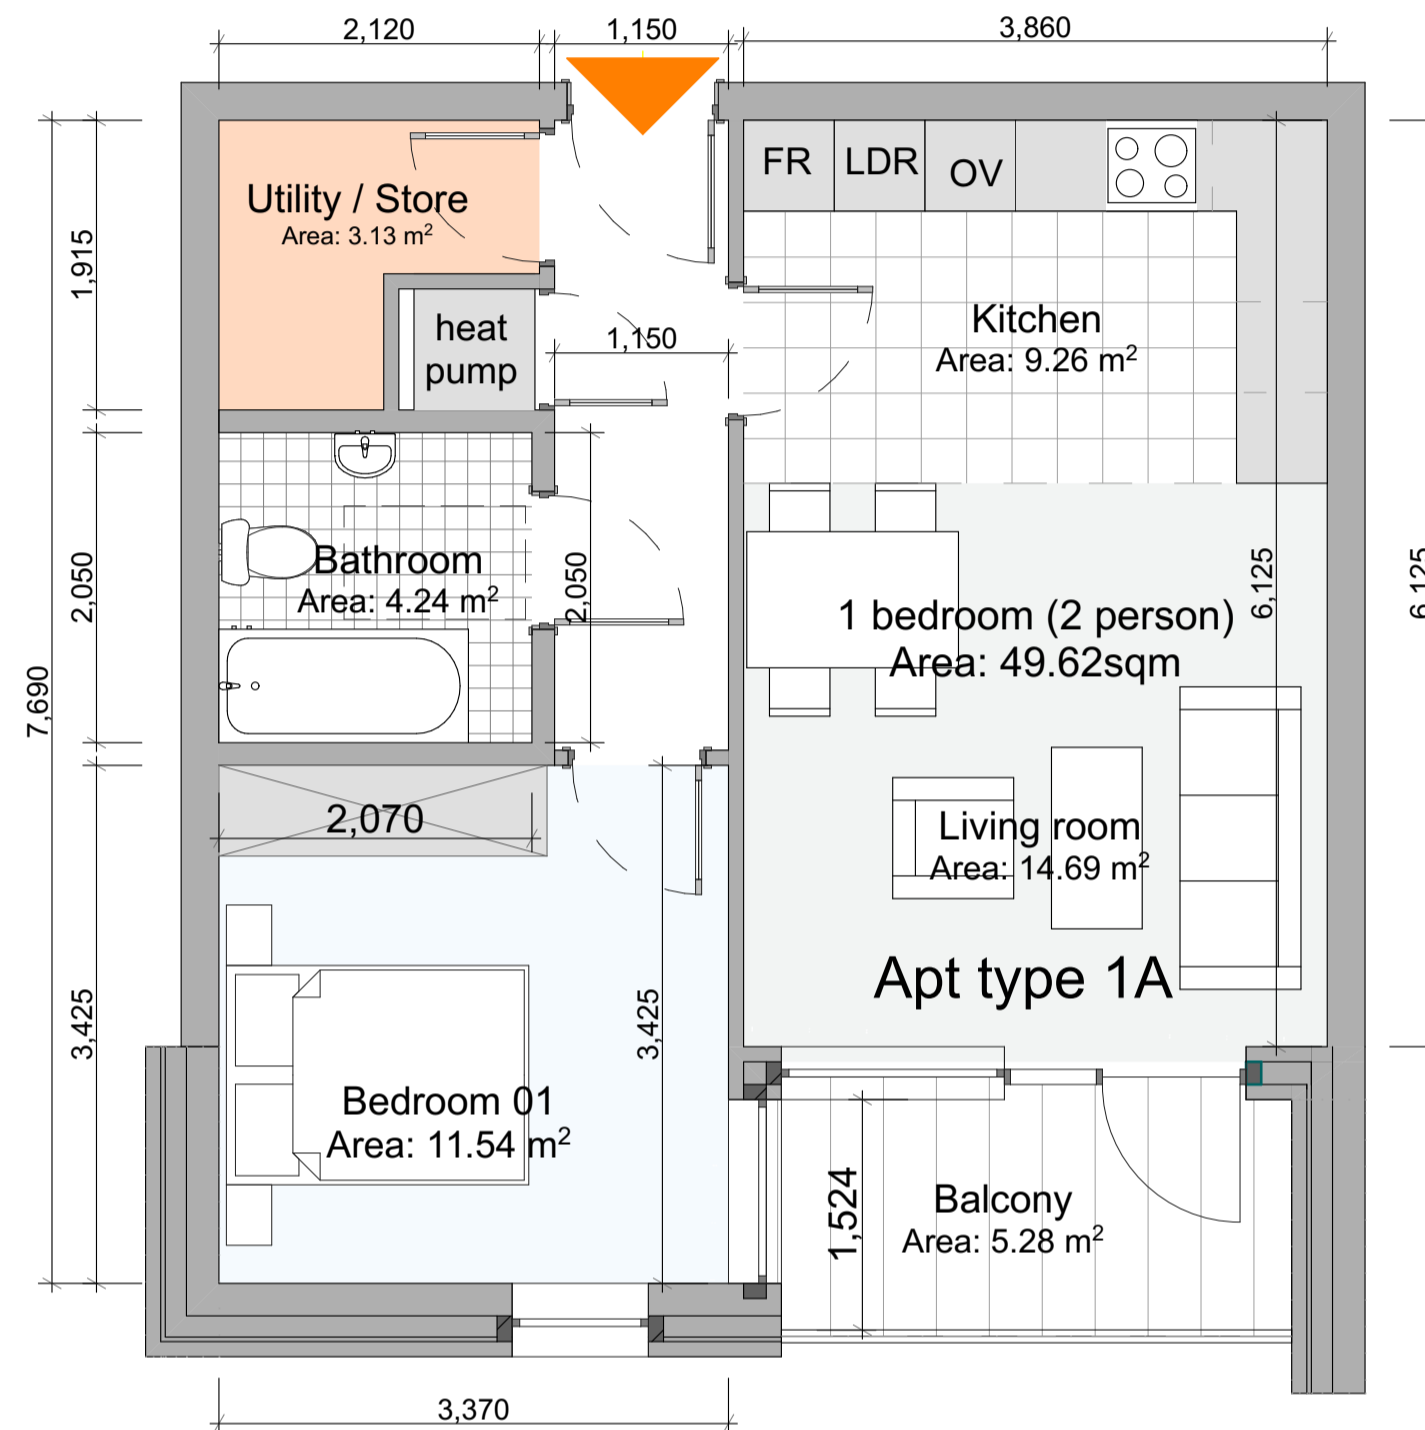 2,120
1,150
3,860
FR
LDR
OV
Utility / Store
Area: 3.13 m²
1,915
heat
pump
1,150
Kitchen
Area: 9.26 m²
Bathroom
Area: 4.24 m²
2,050
2,050
7,690
1 bedroom (2 person)
Area: 49.62sqm
6,125
6,125
2,070
Living room
Area: 14.69 m²
Apt type 1A
3,425
3,425
Bedroom 01
Area: 11.54 m²
Balcony
Area: 5.28 m²
1,524
3,370